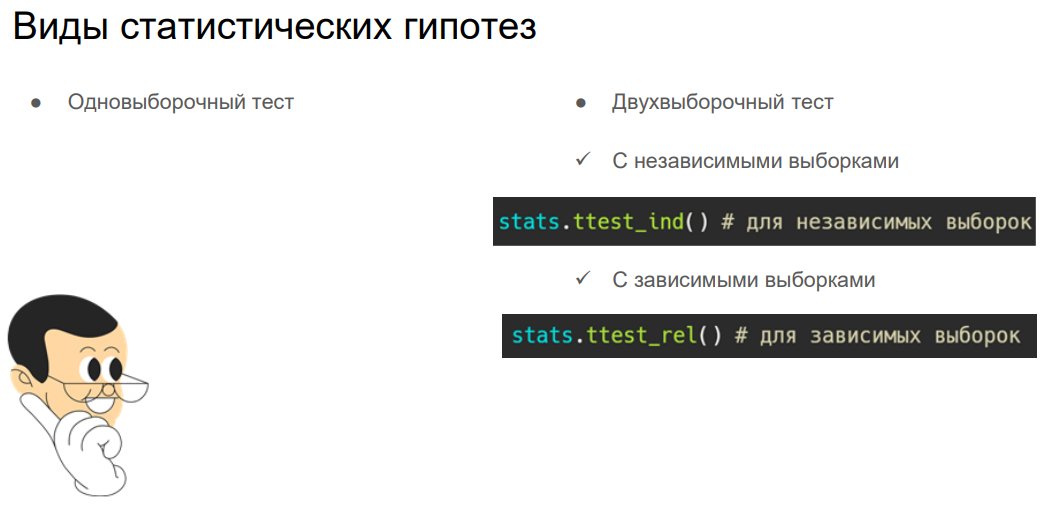 Виды статистических гипотез
● Одновыборочный тест
● Двухвыборочный тест
✓ С независимыми выборками
stats.ttest_ind() # для независимых выборок
✓ С зависимыми выборками
stats.ttest_rel() # для зависимых выборок